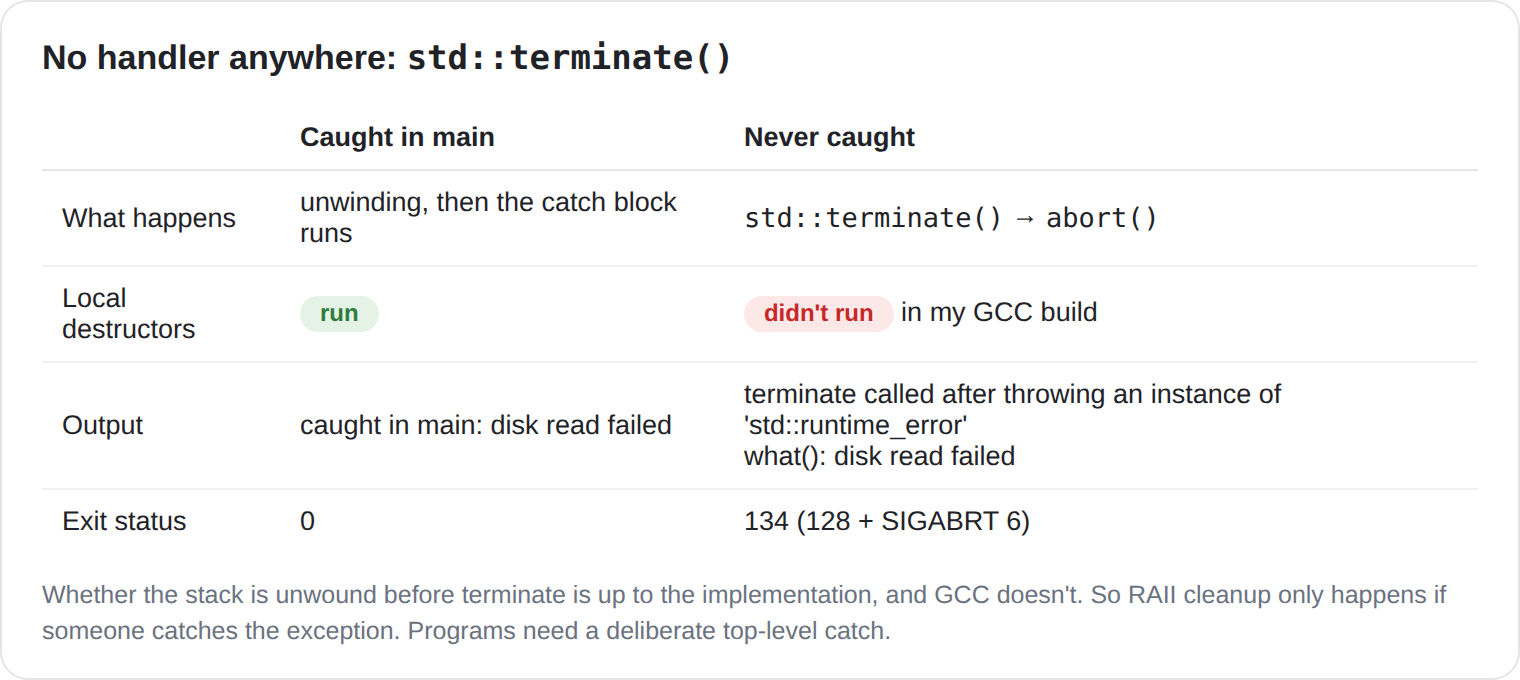 No handler anywhere: std::terminate()
Caught in main
Never caught
What happens
unwinding, then the catch block
runs
std::terminate() → abort()
Local
destructors
run
didn't run in my GCC build
Output
caught in main: disk read failed
terminate called after throwing an instance of
'std::runtime_error'
what(): disk read failed
Exit status
0
134 (128 + SIGABRT 6)
Whether the stack is unwound before terminate is up to the implementation, and GCC doesn't. So RAII cleanup only happens if
someone catches the exception. Programs need a deliberate top-level catch.